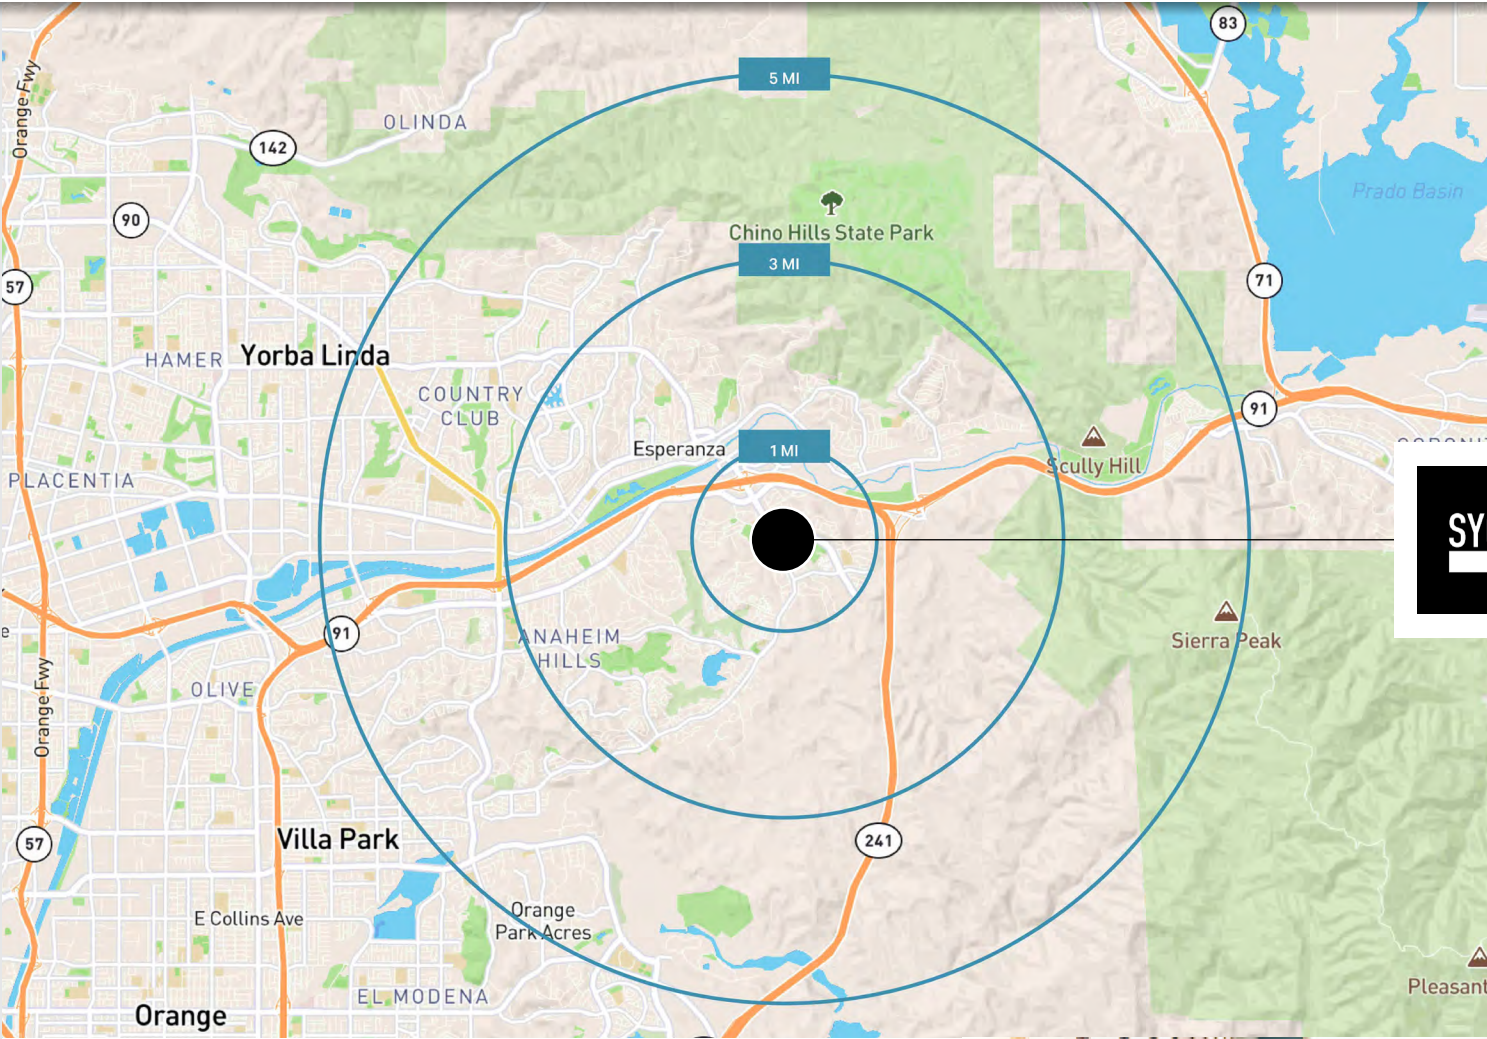 83
5 MI
Orange Fwy
OLINDA
142
Prado Basin
90
Chino Hills State Park
3 MI
57
71
HAMER
Yorba Linda
COUNTRY
CLUB
91
Esperanza
1 MI
Scully Hill
PLACENTIA
SY
Sierra Peak
91
ANAHEIM
HILLS
OLIVE
Orange Fwy
57
Villa Park
241
E Collins Ave
Orange
Park Acres
Pleasant
EL MODENA
Orange